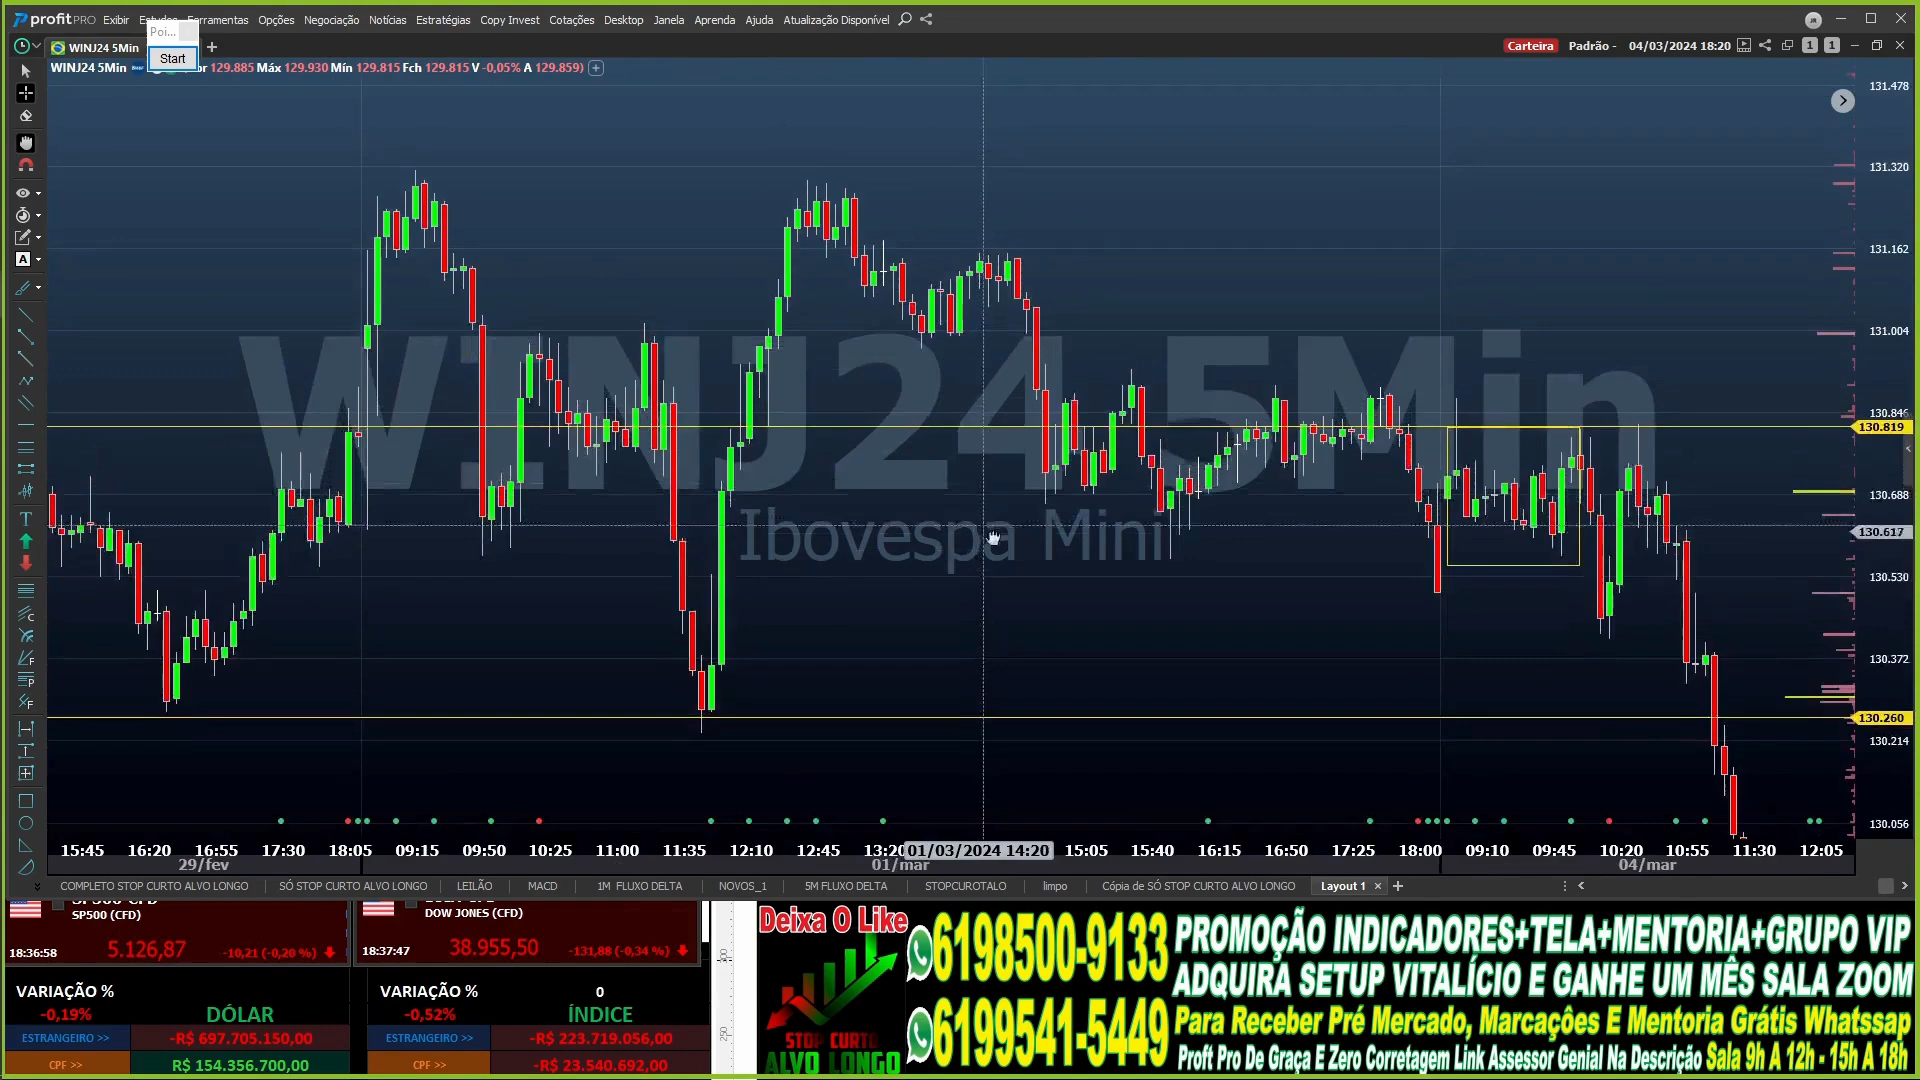 profitPRO Exibir Estudos Ferramentas Opções Negociação Notícias Estratégias Copy Invest Cotações Desktop Janela Aprenda Ajuda Atualização Disponível
Poi...
Start
WINJ24 5Min
Carteira Padrão - 04/03/2024 18:20 1 1
WINJ24 5Min 129.885 Máx 129.930 Mín 129.815 Fch 129.815 V -0,05% A 129.859)
131.478
131.320
131.162
131.004
130.846
130.819
130.688
130.617
130.530
130.372
130.260
130.214
130.056
WINJ24 5Min
Ibovespa Mini
15:45 16:20 16:55 17:30 18:05 09:15 09:50 10:25 11:00 11:35 12:10 12:45 13:20 01/03/2024 14:20 15:05 15:40 16:15 16:50 17:25 18:00 09:10 09:45 10:20 10:55 11:30 12:05
29/fev 01/mar 04/mar
COMPLETO STOP CURTO ALVO LONGO SÓ STOP CURTO ALVO LONGO LEILÃO MACD 1M FLUXO DELTA NOVOS_1 5M FLUXO DELTA STOPCUROTALO limpo Cópia de SÓ STOP CURTO ALVO LONGO Layout 1
SP500 (CFD)
18:36:58 5.126,87 -10,21 (-0,20 %)
DOW JONES (CFD)
18:37:47 38.955,50 -131,88 (-0,34 %)
VARIAÇÃO %
-0,19% DÓLAR
ESTRANGEIRO >> -R$ 697.705.150,00
CPF >> R$ 154.356.700,00
VARIAÇÃO % 0
-0,52% ÍNDICE
ESTRANGEIRO >> -R$ 223.719.056,00
CPF >> -R$ 23.540.692,00
Deixa O Like
STOP CURTO
ALVO LONGO
6198500-9133
6199541-5449
PROMOÇÃO INDICADORES+TELA+MENTORIA+GRUPO VIP
ADQUIRA SETUP VITALÍCIO E GANHE UM MÊS SALA ZOOM
Para Receber Pré Mercado, Marcações E Mentoria Grátis Whatssap
Proft Pro De Graça E Zero Corretagem Link Assessor Genial Na Descrição Sala 9h A 12h - 15h A 18h